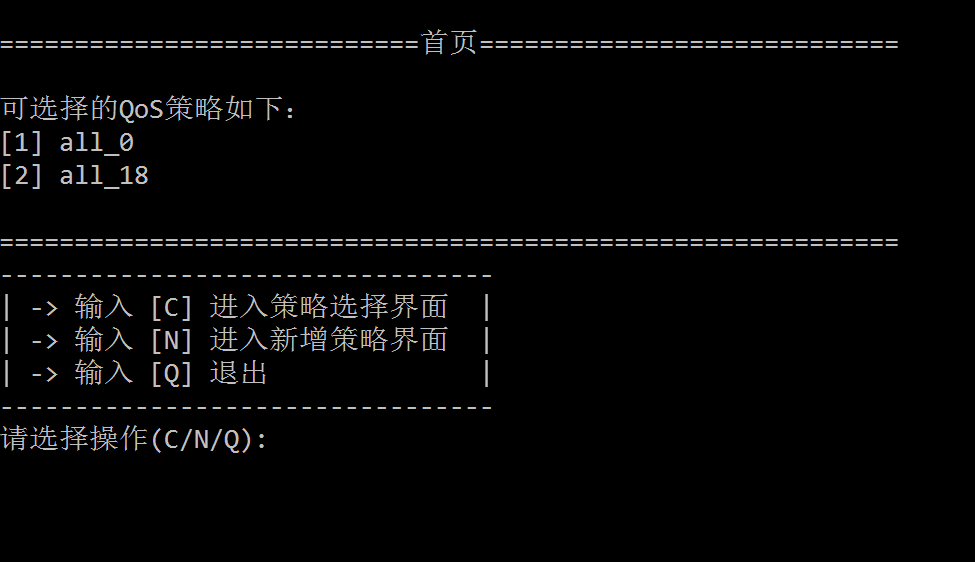 ============================首页============================
可选择的QoS策略如下：
[1] all_0
[2] all_18
============================================================
---------------------------------
| -> 输入 [C] 进入策略选择界面  |
| -> 输入 [N] 进入新增策略界面  |
| -> 输入 [Q] 退出              |
---------------------------------
请选择操作(C/N/Q):